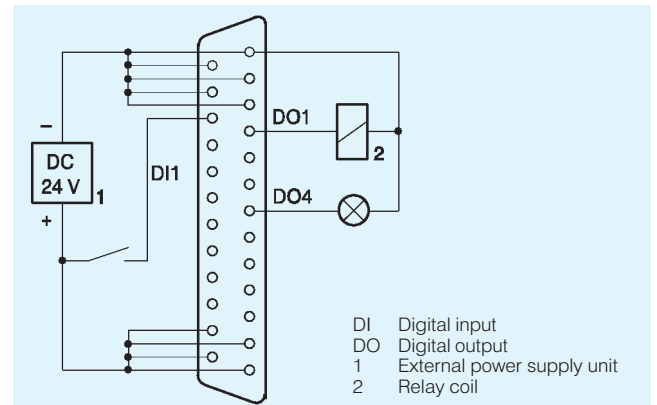 DO1
2
–
DC
24 V
1
+
DI1
DO4
DI Digital input
DO Digital output
1 External power supply unit
2 Relay coil